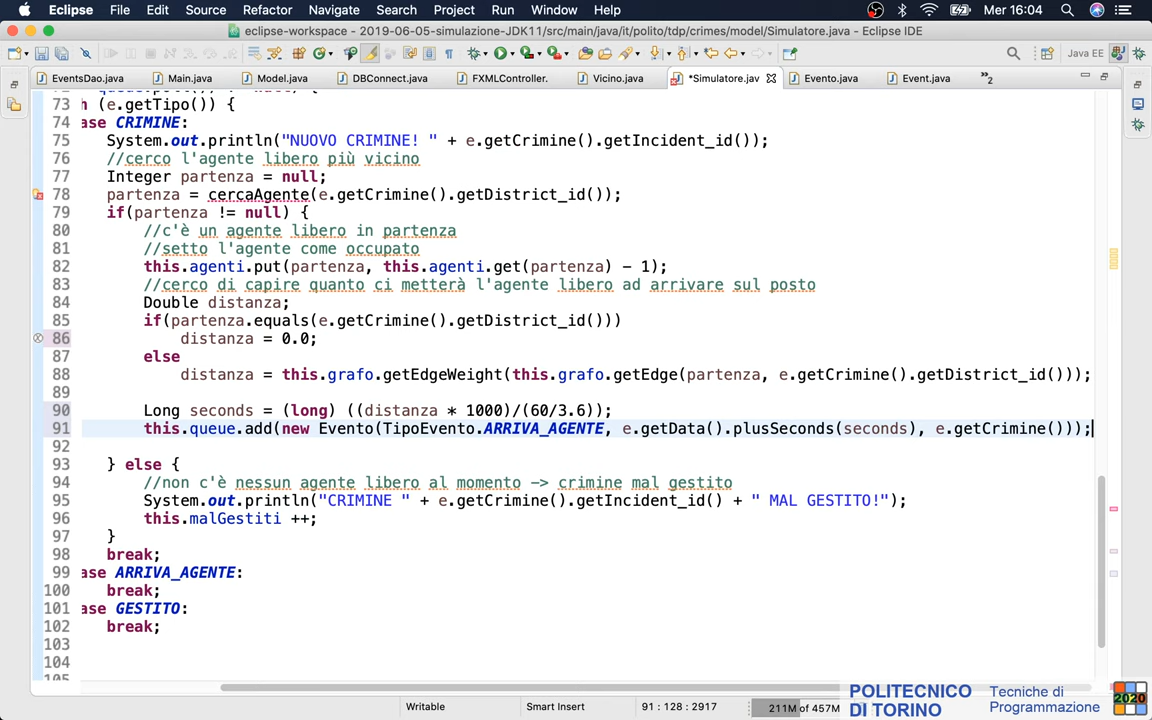 Eclipse File Edit Source Refactor Navigate Search Project Run Window Help Mer 16:04
eclipse-workspace - 2019-06-05-simulazione-JDK11/src/main/java/it/polito/tdp/crimes/model/Simulatore.java - Eclipse IDE
Java EE
EventsDao.java Main.java Model.java DBConnect.java FXMLController. Vicino.java *Simulatore.jav Evento.java Event.java »2
73 h (e.getTipo()) {
74 ase CRIMINE:
75 System.out.println("NUOVO CRIMINE! " + e.getCrimine().getIncident_id());
76 //cerco l'agente libero più vicino
77 Integer partenza = null;
78 partenza = cercaAgente(e.getCrimine().getDistrict_id());
79 if(partenza != null) {
80 //c'è un agente libero in partenza
81 //setto l'agente come occupato
82 this.agenti.put(partenza, this.agenti.get(partenza) - 1);
83 //cerco di capire quanto ci metterà l'agente libero ad arrivare sul posto
84 Double distanza;
85 if(partenza.equals(e.getCrimine().getDistrict_id()))
86 distanza = 0.0;
87 else
88 distanza = this.grafo.getEdgeWeight(this.grafo.getEdge(partenza, e.getCrimine().getDistrict_id()));
89
90 Long seconds = (long) ((distanza * 1000)/(60/3.6));
91 this.queue.add(new Evento(TipoEvento.ARRIVA_AGENTE, e.getData().plusSeconds(seconds), e.getCrimine()));
92
93 } else {
94 //non c'è nessun agente libero al momento -> crimine mal gestito
95 System.out.println("CRIMINE " + e.getCrimine().getIncident_id() + " MAL GESTITO!");
96 this.malGestiti ++;
97 }
98 break;
99 ase ARRIVA_AGENTE:
100 break;
101 ase GESTITO:
102 break;
103
104
Writable Smart Insert 91 : 128 : 2917 211M of 457M
POLITECNICO
DI TORINO
Tecniche di
Programmazione
2020